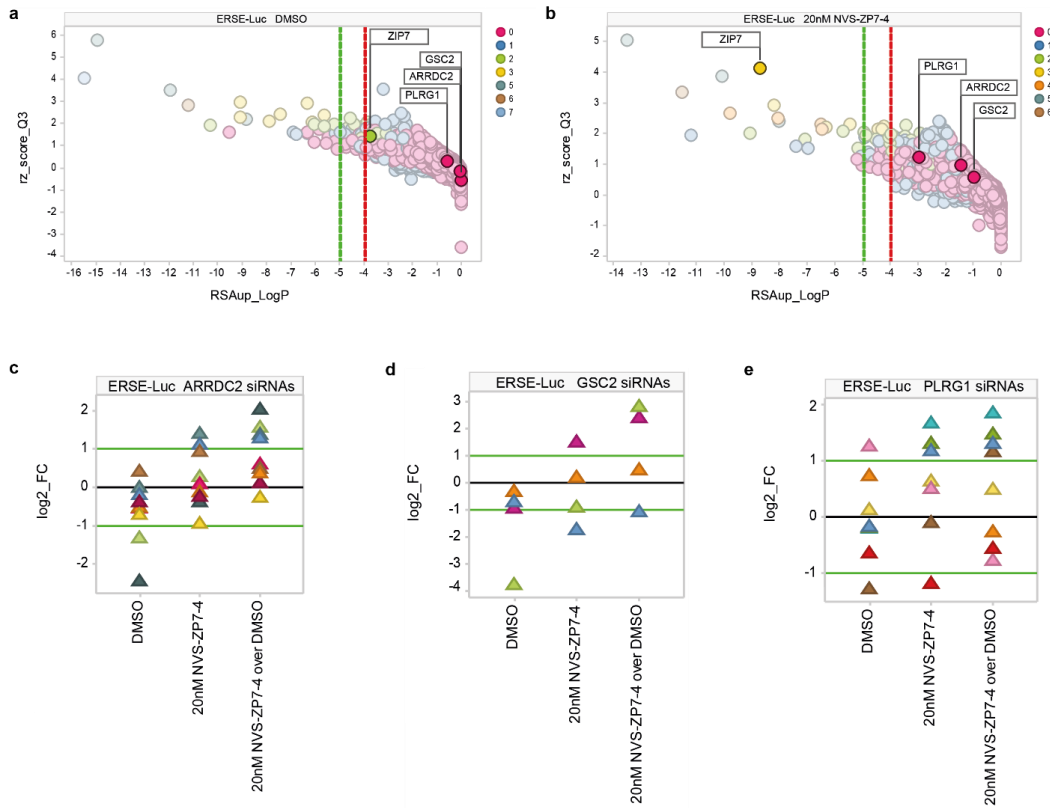 a
ERSE-Luc DMSO
ZIP7
GSC2
ARRDC2
PLRG1
6
5
4
3
2
1
0
-1
-2
-3
-4
rz_score_Q3
-16 -15 -14 -13 -12 -11 -10 -9 -8 -7 -6 -5 -4 -3 -2 -1 0
RSAup_LogP
0
1
2
3
5
6
7
b
ERSE-Luc 20nM NVS-ZP7-4
ZIP7
PLRG1
ARRDC2
GSC2
5
4
3
2
1
0
-1
-2
rz_score_Q3
-14 -13 -12 -11 -10 -9 -8 -7 -6 -5 -4 -3 -2 -1 0
RSAup_LogP
0
1
2
3
4
5
6
c
ERSE-Luc ARRDC2 siRNAs
2
1
0
-1
-2
log2_FC
DMSO
20nM NVS-ZP7-4
20nM NVS-ZP7-4 over DMSO
d
ERSE-Luc GSC2 siRNAs
3
2
1
0
-1
-2
-3
-4
log2_FC
DMSO
20nM NVS-ZP7-4
20nM NVS-ZP7-4 over DMSO
e
ERSE-Luc PLRG1 siRNAs
2
1
0
-1
log2_FC
DMSO
20nM NVS-ZP7-4
20nM NVS-ZP7-4 over DMSO